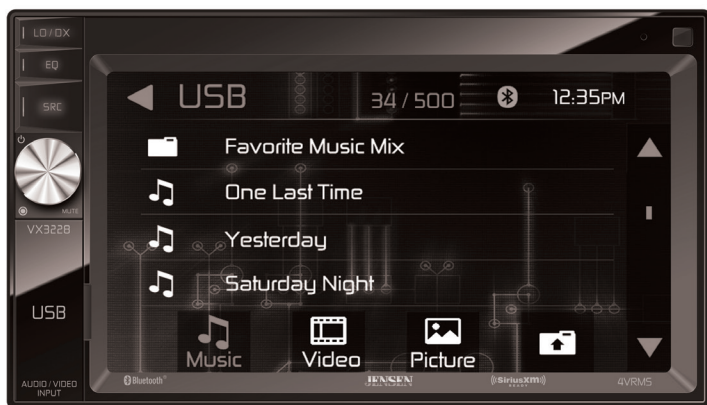 LO/DX
EQ
SRC
MUTE
VX3228
USB
AUDIO / VIDEO
INPUT
USB
34 / 500
12:35PM
Favorite Music Mix
One Last Time
Yesterday
Saturday Night
Music
Video
Picture
Bluetooth®
JENSEN
((SiriusXM))
READY
4VRMS